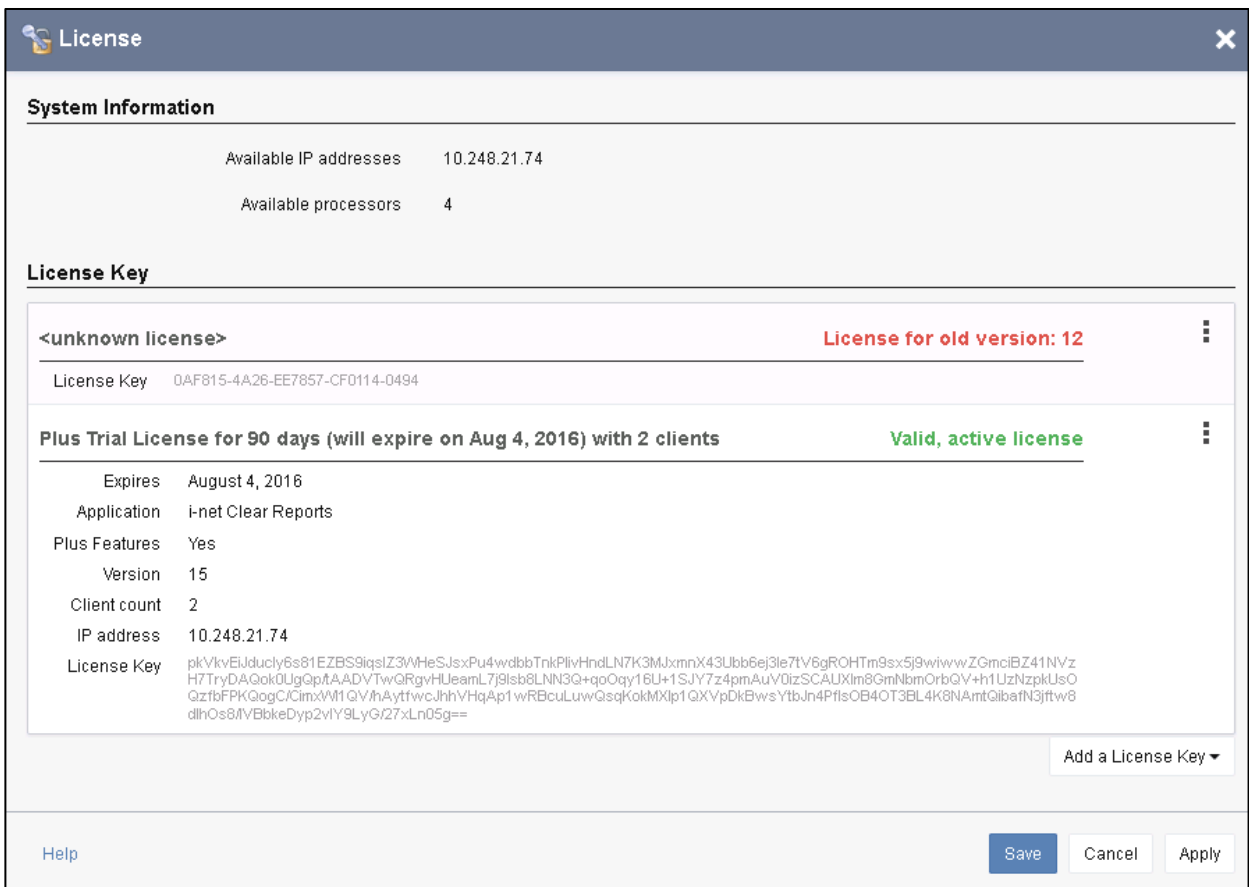 License
System Information
Available IP addresses 10.248.21.74
Available processors 4
License Key
<unknown license> License for old version: 12
License Key 0AF815-4A26-EE7857-CF0114-0494
Plus Trial License for 90 days (will expire on Aug 4, 2016) with 2 clients Valid, active license
Expires August 4, 2016
Application i-net Clear Reports
Plus Features Yes
Version 15
Client count 2
IP address 10.248.21.74
License Key
Add a License Key
Help Save Cancel Apply